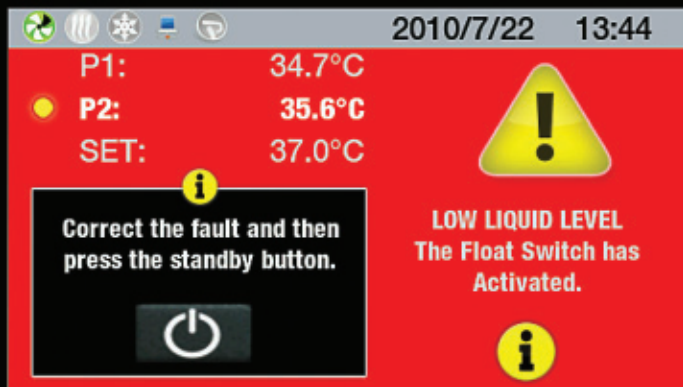 2010/7/22 13:44
P1: 34.7°C
P2: 35.6°C
SET: 37.0°C
Correct the fault and then
press the standby button.
LOW LIQUID LEVEL
The Float Switch has
Activated.